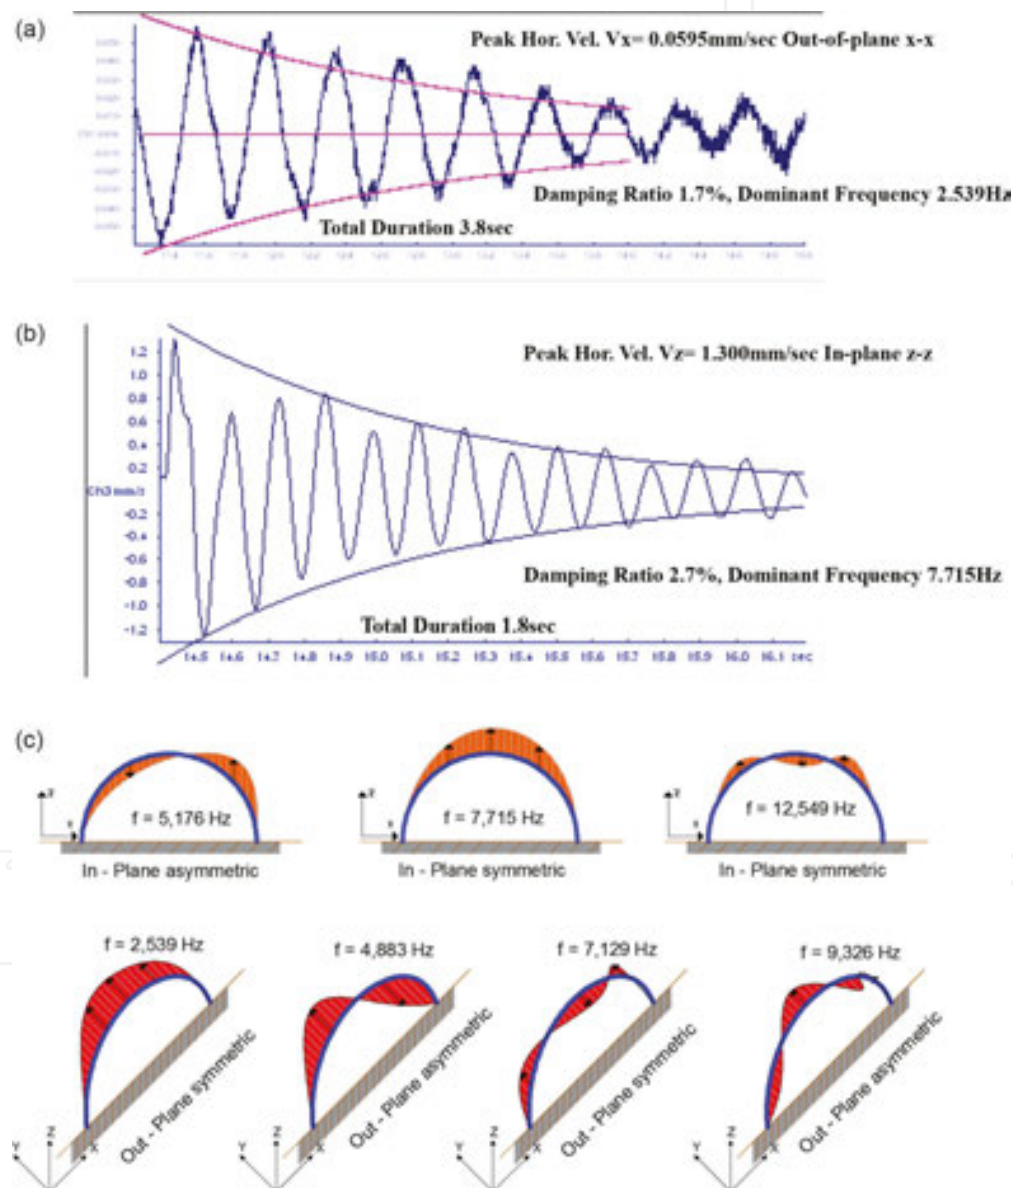 (a)
Peak Hor. Vel. Vx= 0.0595mm/sec Out-of-plane x-x
Damping Ratio 1.7%, Dominant Frequency 2.539Hz
Total Duration 3.8sec
(b)
Peak Hor. Vel. Vz= 1.300mm/sec In-plane z-z
1.2
1.0
0.8
0.6
0.4
0.2
Ch3 mm/s
-0.2
-0.4
-0.6
-0.8
-1.0
-1.2
Damping Ratio 2.7%, Dominant Frequency 7.715Hz
Total Duration 1.8sec
14.5 14.6 14.7 14.8 14.9 15.0 15.1 15.2 15.3 15.4 15.5 15.6 15.7 15.8 15.9 16.0 16.1 sec
(c)
f = 5,176 Hz
f = 7,715 Hz
f = 12,549 Hz
In - Plane asymmetric
In - Plane symmetric
In - Plane symmetric
f = 2,539 Hz
f = 4,883 Hz
f = 7,129 Hz
f = 9,326 Hz
Out - Plane symmetric
Out - Plane asymmetric
Out - Plane symmetric
Out - Plane asymmetric
Y Z X
Y Z X
Y Z X
Y Z X